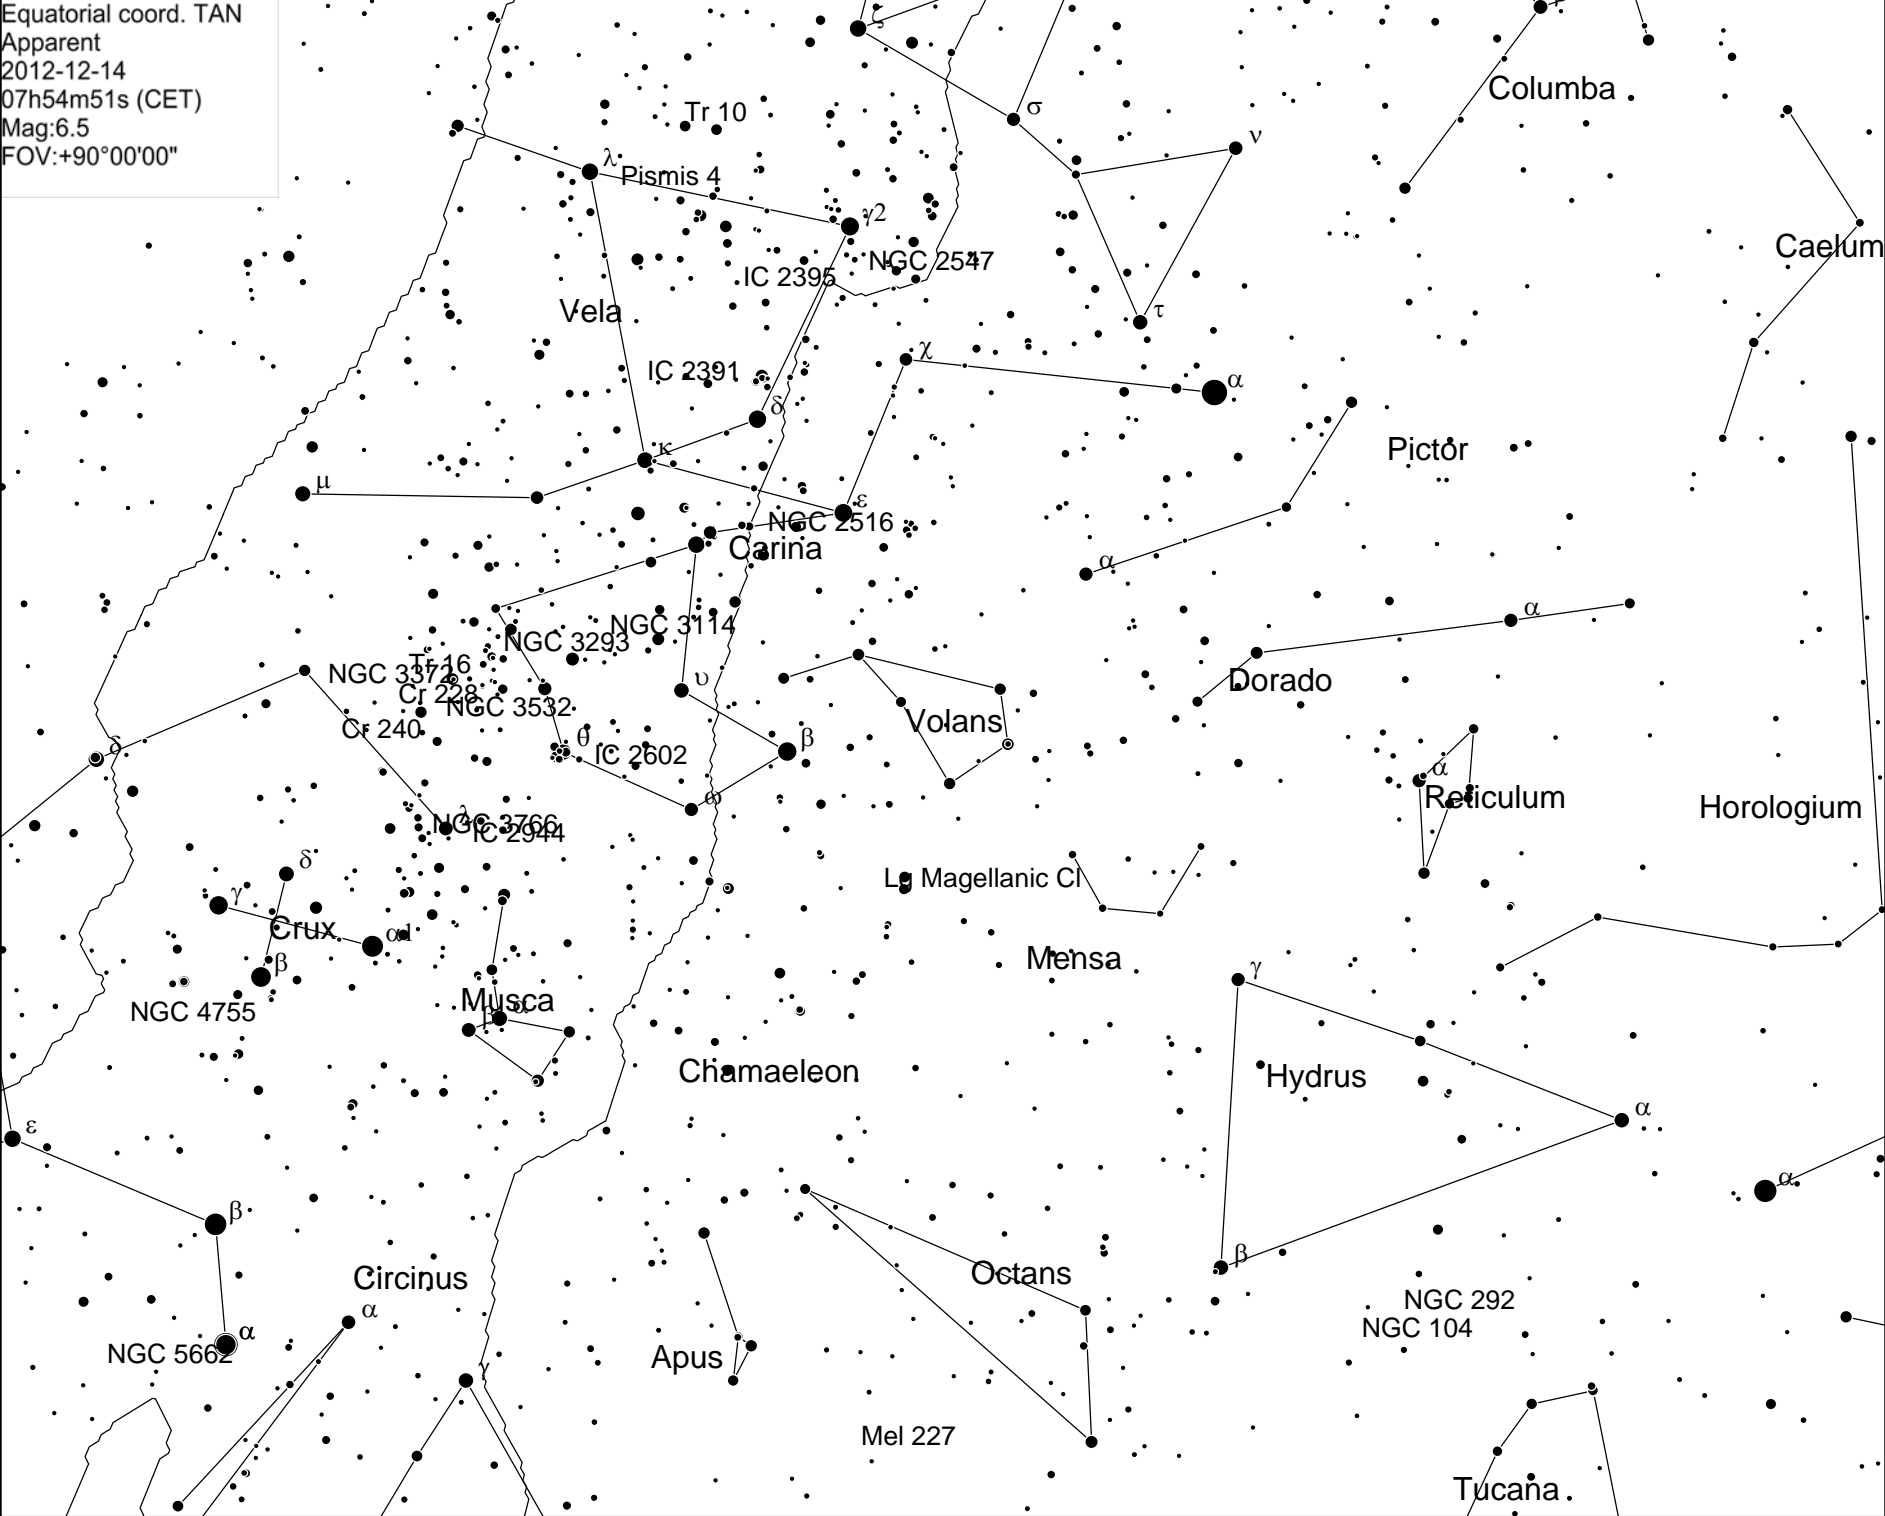 Equatorial coord. TAN
Apparent
2012-12-14
07h54m51s (CET)
Mag:6.5
FOV:+90°00'00"
ζ
Columba
Tr 10
σ
ν
λ
Pismis 4
γ2
Caelum
NGC 2547
IC 2395
Vela
τ
χ
IC 2391
α
δ
κ
Pictor
μ
ε
NGC 2516
Carina
α
α
NGC 3114
NGC 3293
Tr 16
NGC 3372
Cr 228
NGC 3532
υ
Dorado
Volans
Cr 240
θ
IC 2602
β
δ
α
Reticulum
Horologium
ω
λ
NGC 3766
IC 2944
δ
Lg Magellanic Cl
γ
Crux
α1
Mensa
β
γ
Musca
NGC 4755
β
α
Chamaeleon
Hydrus
α
ε
α
β
β
Octans
Circinus
NGC 292
α
NGC 104
α
NGC 5662
Apus
γ
Mel 227
Tucana